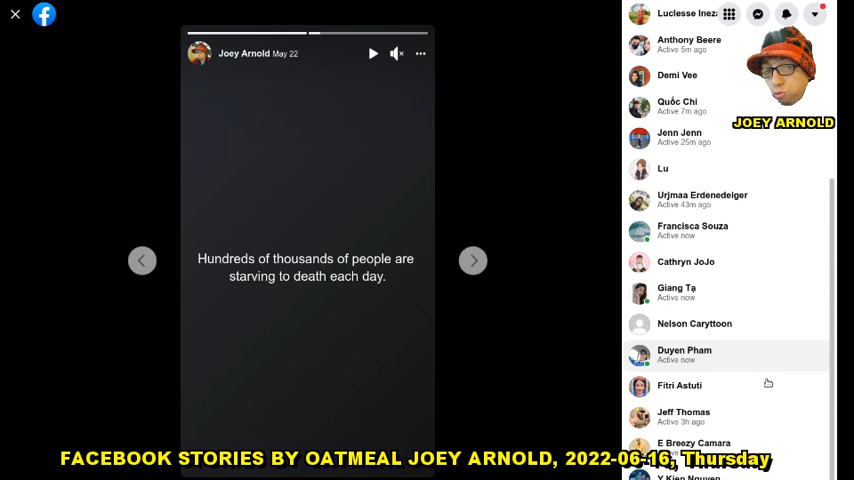 Joey Arnold May 22
Hundreds of thousands of people are
starving to death each day.
Luclesse Inez
Anthony Beere
Active 5m ago
Demi Vee
Quốc Chí
Active 7m ago
Jenn Jenn
Active 25m ago
Lu
Urjmaa Erdenedelger
Active 43m ago
Francisca Souza
Active now
Cathryn JoJo
Giang Tạ
Active now
Nelson Caryttoon
Duyen Pham
Active now
Fitri Astuti
Jeff Thomas
Active 3h ago
E Breezy Camara
JOEY ARNOLD
FACEBOOK STORIES BY OATMEAL JOEY ARNOLD, 2022-06-16, Thursday